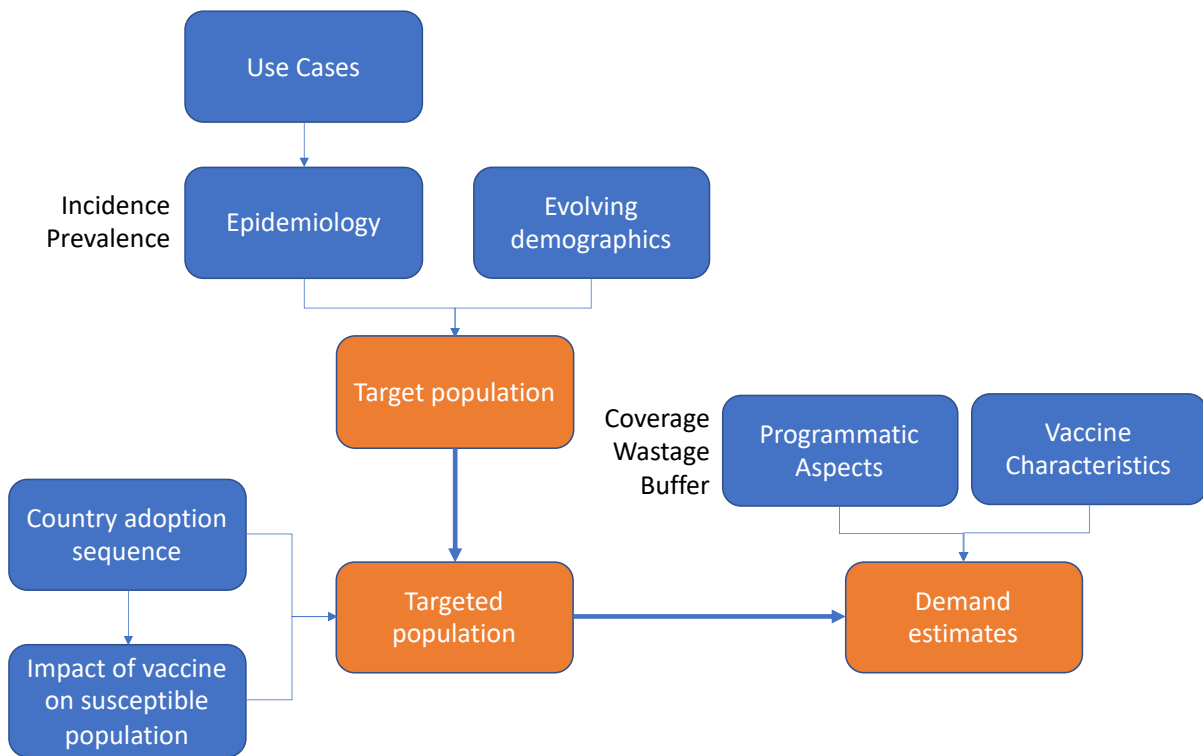 Use Cases
Incidence
Prevalence
Epidemiology
Evolving
demographics
Target population
Coverage
Wastage
Buffer
Programmatic
Aspects
Vaccine
Characteristics
Country adoption
sequence
Targeted
population
Demand
estimates
Impact of vaccine
on susceptible
population